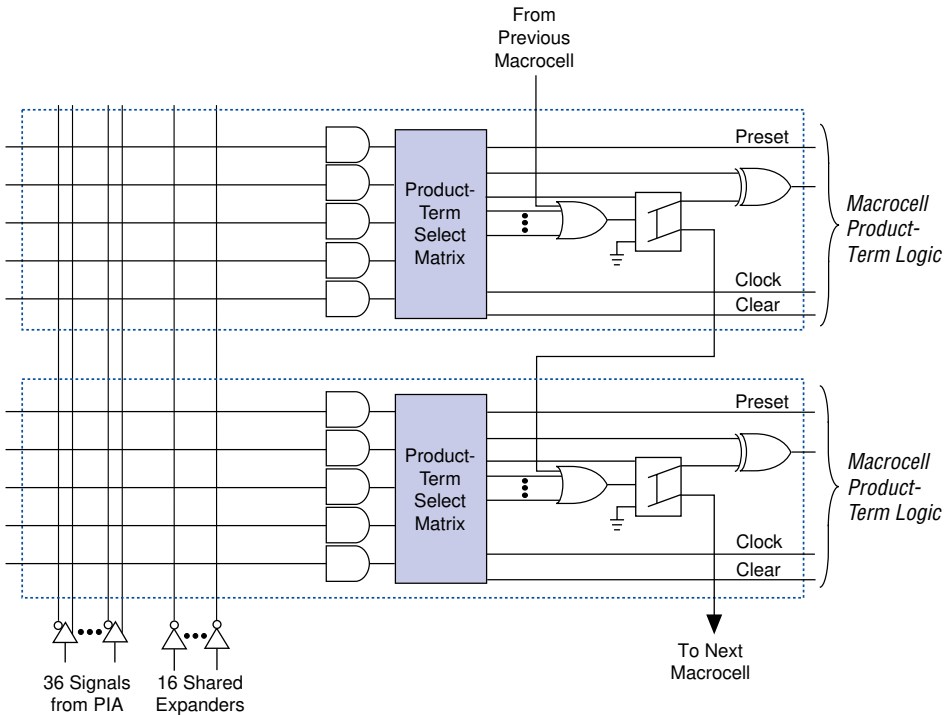 From
Previous
Macrocell
Preset
Product-
Term
Select
Matrix
Macrocell
Product-
Term Logic
Clock
Clear
Preset
Product-
Term
Select
Matrix
Macrocell
Product-
Term Logic
Clock
Clear
To Next
Macrocell
36 Signals
from PIA
16 Shared
Expanders